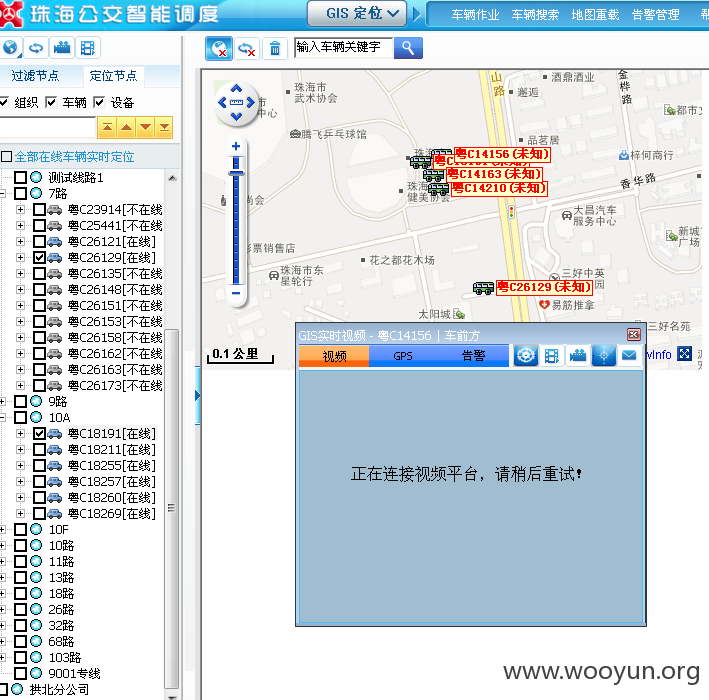 珠海公交智能调度
GIS 定位
车辆作业 车辆搜索 地图重载 告警管理 帮
过滤节点 定位节点
组织 车辆 设备
全部在线车辆实时定位
测试线路1
7路
粤C23914[不在线
粤C25441[不在线
粤C26121[在线]
粤C26129[在线]
粤C26135[不在线
粤C26148[不在线
粤C26151[不在线
粤C26153[不在线
粤C26158[不在线
粤C26162[不在线
粤C26163[不在线
粤C26173[不在线
9路
10A
粤C18191[在线]
粤C18211[在线]
粤C18255[在线]
粤C18257[在线]
粤C18260[在线]
粤C18269[在线]
10F
10路
11路
13路
18路
26路
32路
68路
103路
9001专线
拱北分公司
输入车辆关键字
珠海市
武术协会
山路
酒鼎酒业
金桦路
邂逅
都市文
中心
腾飞乒乓球馆
品茗居
梓何商行
粤C14156(未知)
粤C14163(未知)
粤C14210(未知)
珠海
健美协会
香华路
尚会
大昌汽车
服务中心
新城
广场
彩票销售店
花之都花木场
珠海市东
星轮行
三好中英
园
粤C26129(未知)
易筋推拿
太阳城
三好名苑
0.1 公里
GIS实时视频 - 粤C14156 | 车前方
视频 GPS 告警
vInfo
正在连接视频平台，请稍后重试!
www.wooyun.org